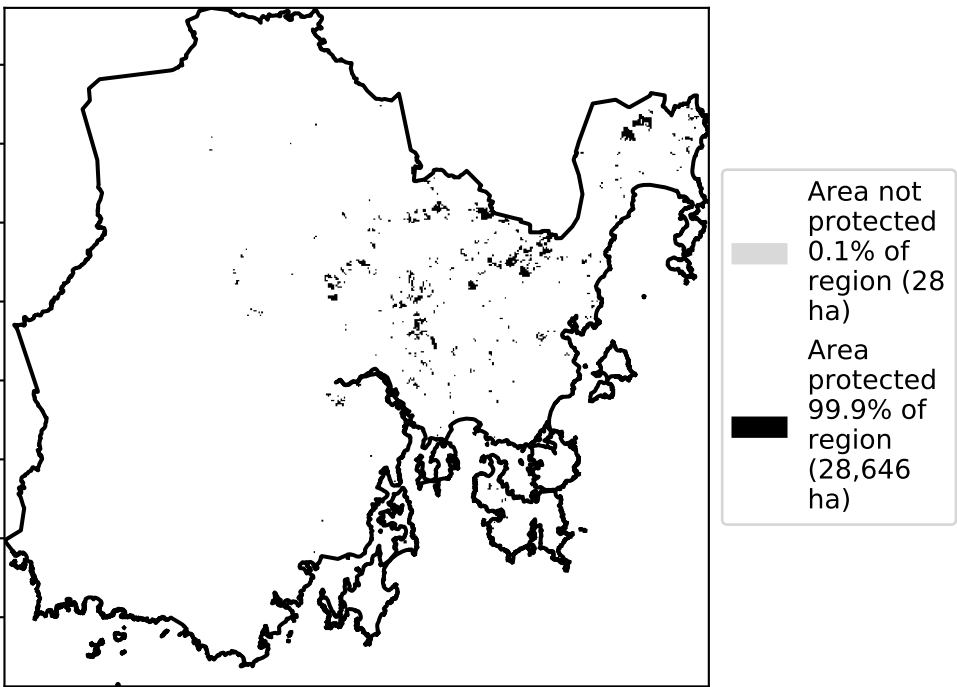 Area not
protected
0.1% of
region (28
ha)
Area
protected
99.9% of
region
(28,646
ha)